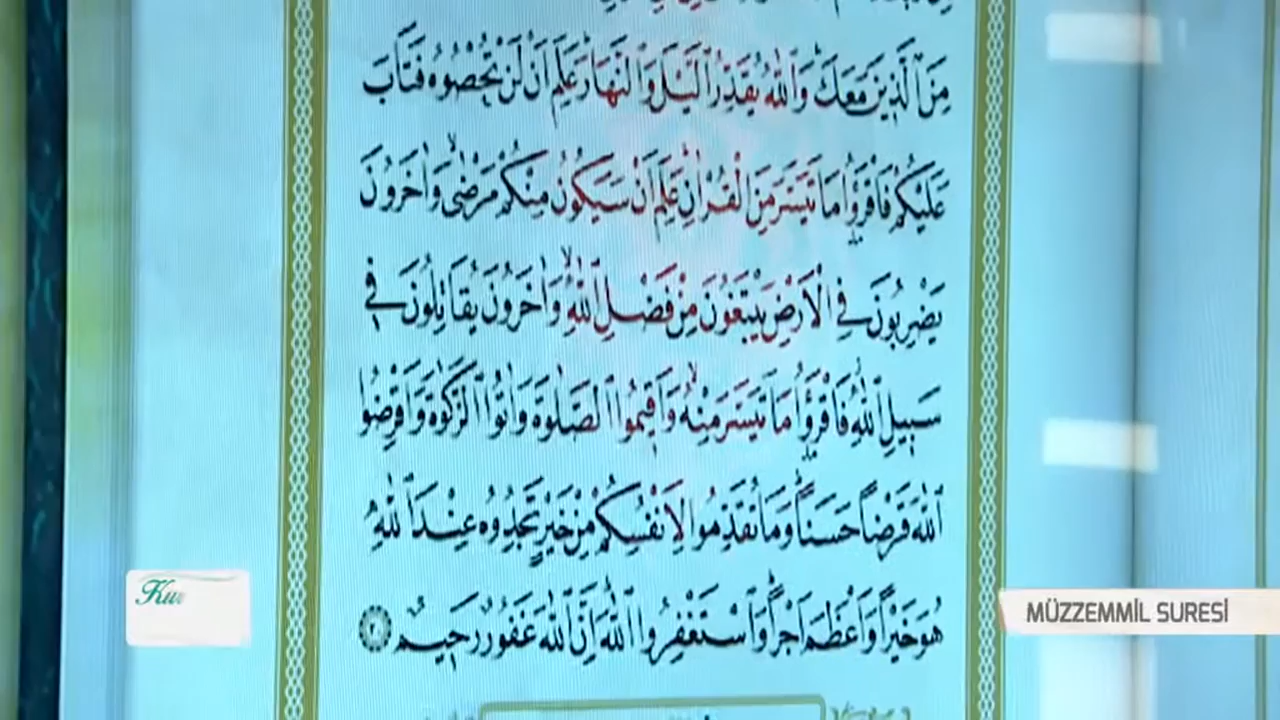 مِنَ الَّذِينَ مَعَكَ وَاللّٰهُ يُقَدِّرُ الَّيْلَ وَالنَّهَارَ عَلِمَ اَنْ لَنْ تُحْصُوهُ فَتَابَ
عَلَيْكُمْ فَاقْرَؤُا مَا تَيَسَّرَ مِنَ الْقُرْاٰنِ عَلِمَ اَنْ سَيَكُونُ مِنْكُمْ مَرْضٰى وَاٰخَرُونَ
يَضْرِبُونَ فِي الْاَرْضِ يَبْتَغُونَ مِنْ فَضْلِ اللّٰهِ وَاٰخَرُونَ يُقَاتِلُونَ فِي
سَبِيلِ اللّٰهِ فَاقْرَؤُا مَا تَيَسَّرَ مِنْهُ وَاَقِيمُوا الصَّلٰوةَ وَاٰتُوا الزَّكٰوةَ وَاَقْرِضُوا
اللّٰهَ قَرْضًا حَسَنًا وَمَا تُقَدِّمُوا لِاَنْفُسِكُمْ مِنْ خَيْرٍ تَجِدُوهُ عِنْدَ اللّٰهِ
هُوَ خَيْرًا وَاَعْظَمَ اَجْرًا وَاسْتَغْفِرُوا اللّٰهَ اِنَّ اللّٰهَ غَفُورٌ رَحِيمٌ ٢٠
MÜZZEMMİL SURESİ